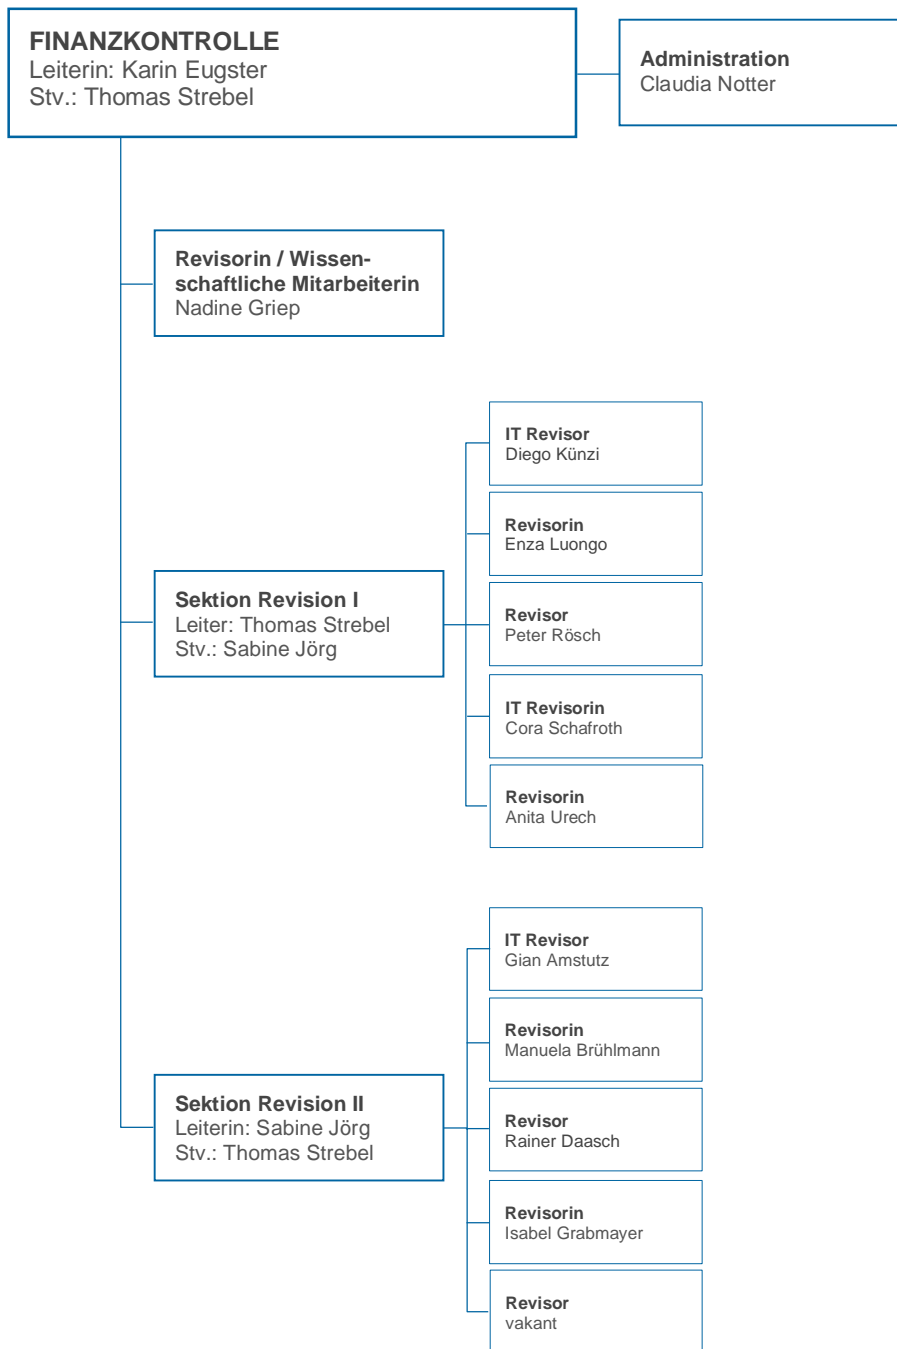 FINANZKONTROLLE
Leiterin: Karin Eugster
Stv.: Thomas Strebel
Administration
Claudia Notter
Revisorin / Wissen-
schaftliche Mitarbeiterin
Nadine Griep
Sektion Revision I
Leiter: Thomas Strebel
Stv.: Sabine Jörg
IT Revisor
Diego Künzi
Revisorin
Enza Luongo
Revisor
Peter Rösch
IT Revisorin
Cora Schafroth
Revisorin
Anita Urech
Sektion Revision II
Leiterin: Sabine Jörg
Stv.: Thomas Strebel
IT Revisor
Gian Amstutz
Revisorin
Manuela Brühlmann
Revisor
Rainer Daasch
Revisorin
Isabel Grabmayer
Revisor
vakant